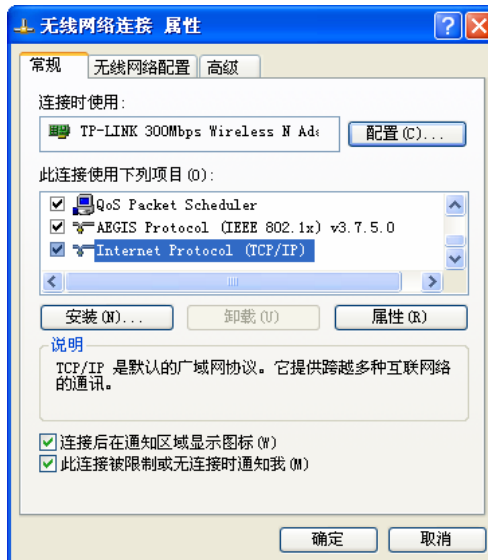 无线网络连接 属性
常规 无线网络配置 高级
连接时使用:
TP-LINK 300Mbps Wireless N Ada
配置(C)...
此连接使用下列项目(O):
QoS Packet Scheduler
AEGIS Protocol (IEEE 802.1x) v3.7.5.0
Internet Protocol (TCP/IP)
安装(N)... 卸载(U) 属性(R)
说明
TCP/IP 是默认的广域网协议。它提供跨越多种互联网络
的通讯。
连接后在通知区域显示图标(W)
此连接被限制或无连接时通知我(M)
确定 取消